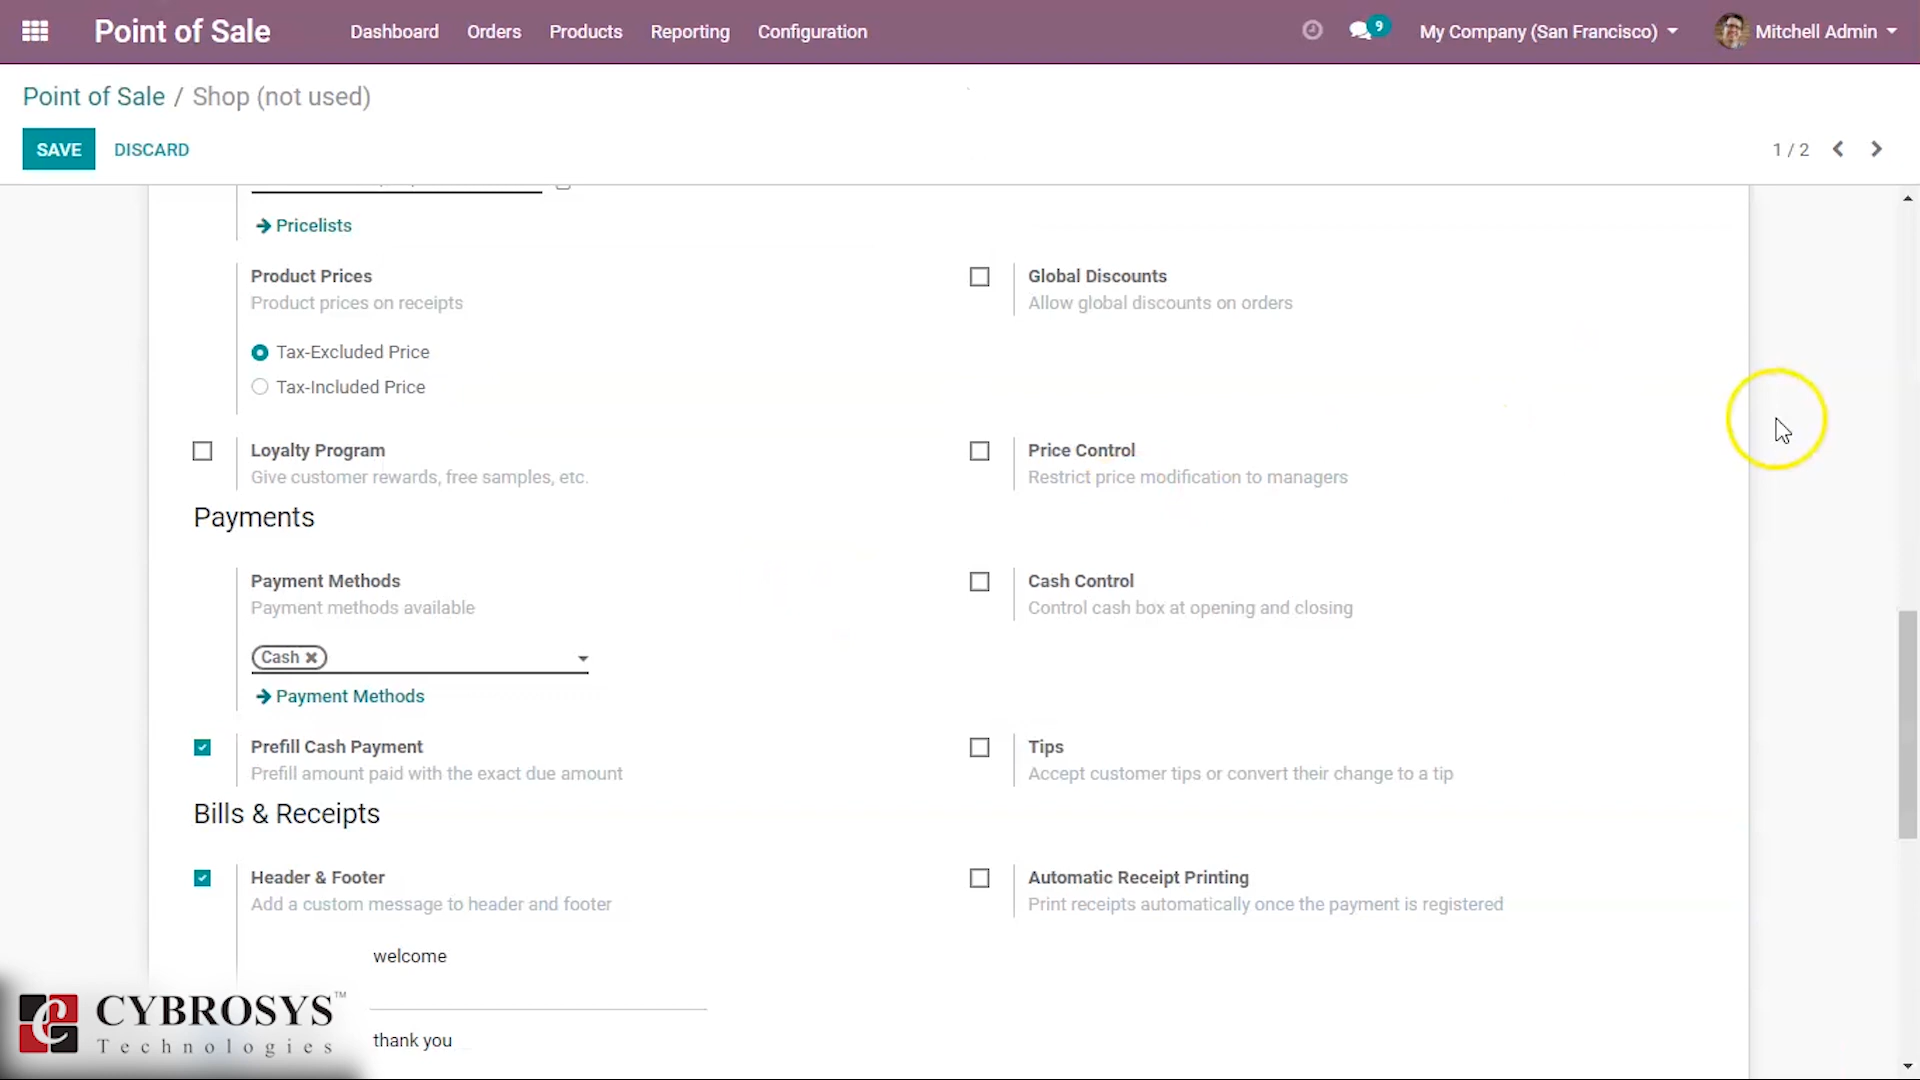 Point of Sale Dashboard Orders Products Reporting Configuration 9 My Company (San Francisco) Mitchell Admin
Point of Sale / Shop (not used)
SAVE DISCARD 1 / 2
Pricelists
Product Prices
Product prices on receipts
Global Discounts
Allow global discounts on orders
Tax-Excluded Price
Tax-Included Price
Loyalty Program
Give customer rewards, free samples, etc.
Price Control
Restrict price modification to managers
Payments
Payment Methods
Payment methods available
Cash Control
Control cash box at opening and closing
Cash
Payment Methods
Prefill Cash Payment
Prefill amount paid with the exact due amount
Tips
Accept customer tips or convert their change to a tip
Bills & Receipts
Header & Footer
Add a custom message to header and footer
Automatic Receipt Printing
Print receipts automatically once the payment is registered
welcome
thank you
CYBROSYS™
Technologies